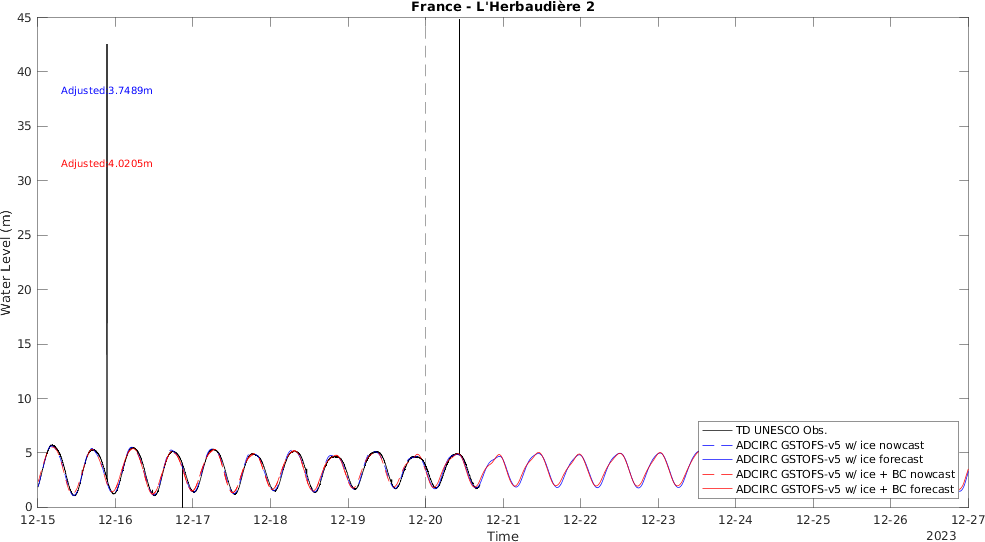 France - L'Herbaudière 2
45
40
35
30
25
20
15
10
5
0
Water Level (m)
Adjusted 3.7489m
Adjusted 4.0205m
TD UNESCO Obs.
ADCIRC GSTOFS-v5 w/ ice nowcast
ADCIRC GSTOFS-v5 w/ ice forecast
ADCIRC GSTOFS-v5 w/ ice + BC nowcast
ADCIRC GSTOFS-v5 w/ ice + BC forecast
12-15 12-16 12-17 12-18 12-19 12-20 12-21 12-22 12-23 12-24 12-25 12-26 12-27
Time
2023